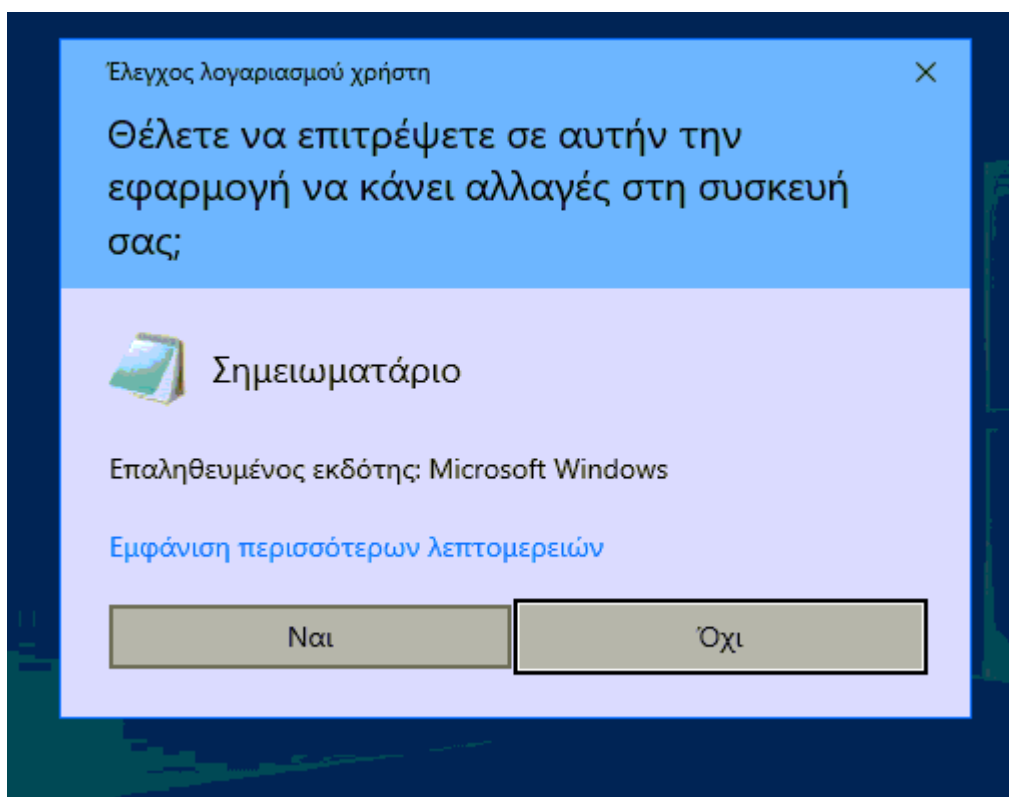 Έλεγχος λογαριασμού χρήστη
Θέλετε να επιτρέψετε σε αυτήν την
εφαρμογή να κάνει αλλαγές στη συσκευή
σας;
Σημειωματάριο
Επαληθευμένος εκδότης: Microsoft Windows
Εμφάνιση περισσότερων λεπτομερειών
Ναι Όχι